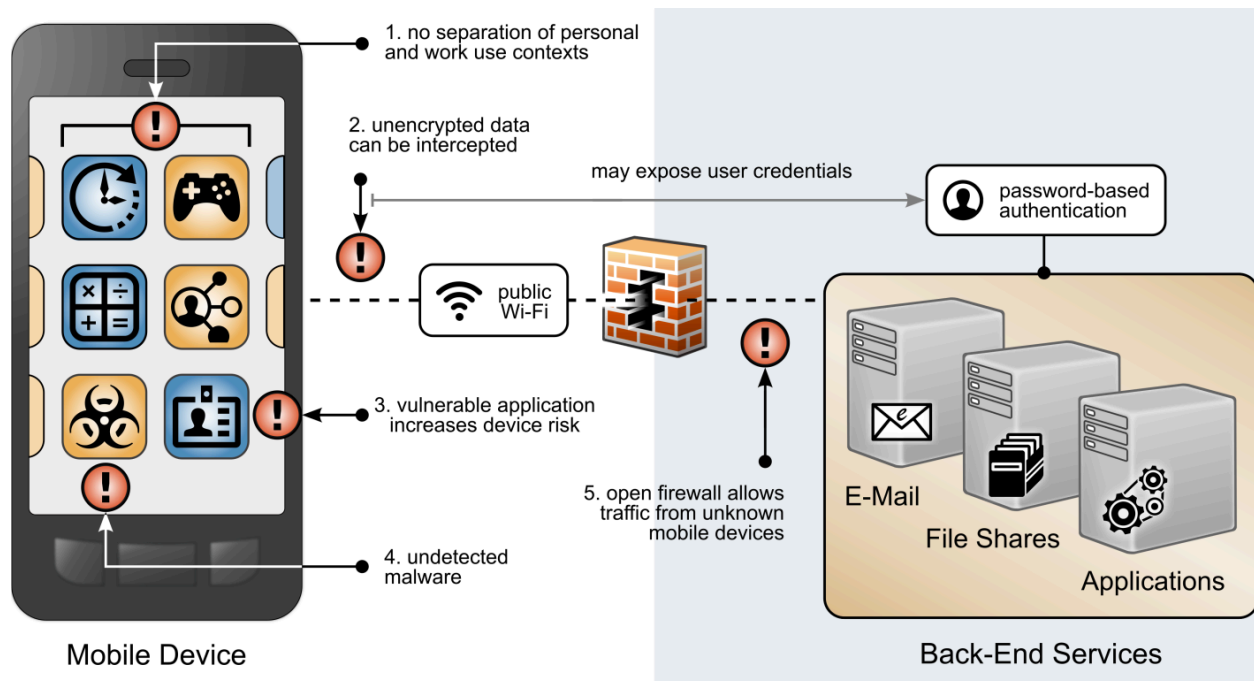 1. no separation of personal
and work use contexts
2. unencrypted data
can be intercepted
may expose user credentials
password-based
authentication
public
Wi-Fi
3. vulnerable application
increases device risk
5. open firewall allows
traffic from unknown
mobile devices
4. undetected
malware
e
E-Mail
File Shares
Applications
Mobile Device
Back-End Services